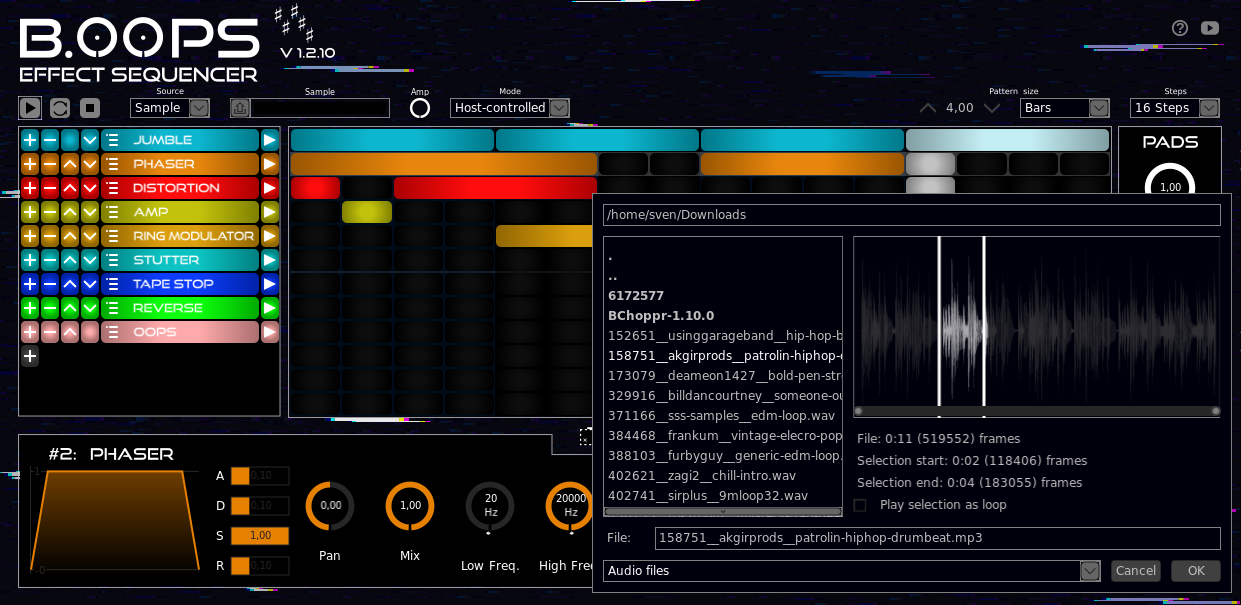 B.OOPS
V 1.2.10
EFFECT SEQUENCER
Source
Sample
Amp
Mode
Pattern size
Steps
Sample
Host-controlled
4,00
Bars
16 Steps
JUMBLE
PHASER
DISTORTION
AMP
RING MODULATOR
STUTTER
TAPE STOP
REVERSE
OOPS
PADS
1,00
/home/sven/Downloads
.
..
6172577
BChoppr-1.10.0
152651__usinggarageband__hip-hop-b
158751__akgirprods__patrolin-hiphop-
173079__deameon1427__bold-pen-str
329916__billdancourtney__someone-ou
371166__sss-samples__edm-loop.wav
384468__frankum__vintage-elecro-pop
388103__furbyguy__generic-edm-loop.
402621__zagi2__chill-intro.wav
402741__sirplus__9mloop32.wav
File: 0:11 (519552) frames
Selection start: 0:02 (118406) frames
Selection end: 0:04 (183055) frames
Play selection as loop
File:
158751__akgirprods__patrolin-hiphop-drumbeat.mp3
Audio files
Cancel
OK
#2: PHASER
1
0
A
0,10
D
0,10
S
1,00
R
0,10
0,00
Pan
1,00
Mix
20
Hz
Low Freq.
20000
Hz
High Fre